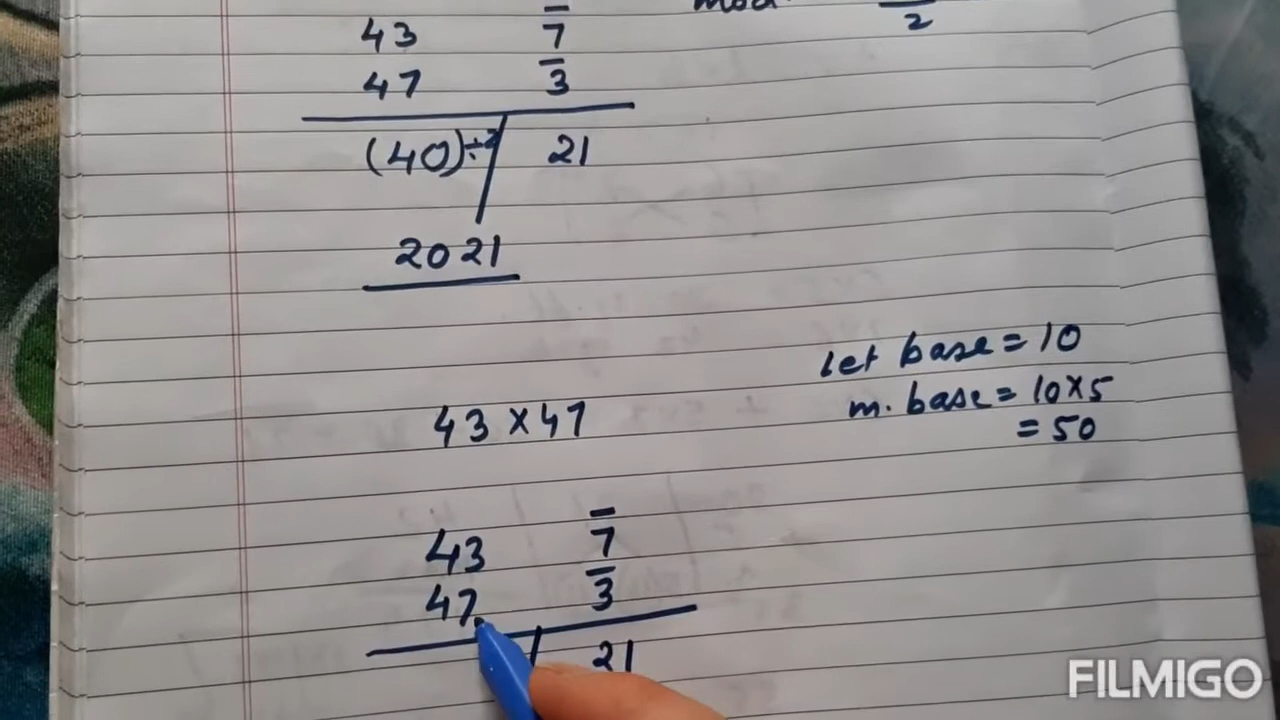 43 7̄
2
47 3̄
(40)÷2 / 21
2021
let base = 10
m. base = 10×5
= 50
43 × 47
43 7̄
47 3̄
/ 21
FILMIGO